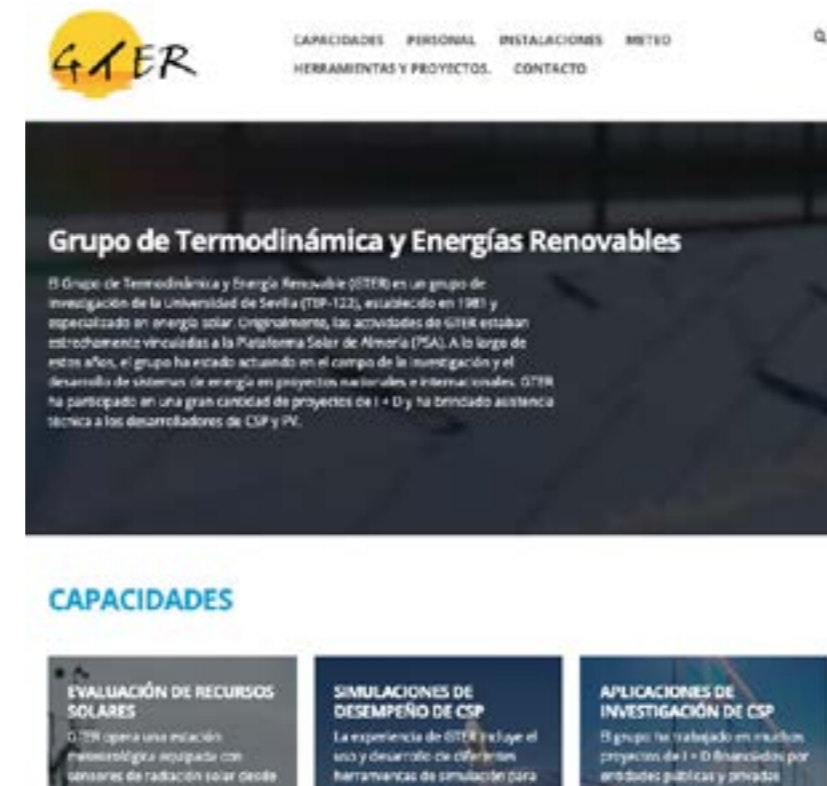 GTER
CAPACIDADES PERSONAL INSTALACIONES METEO
HERRAMIENTAS Y PROYECTOS. CONTACTO
Grupo de Termodinámica y Energías Renovables
El Grupo de Termodinámica y Energía Renovable (GTER) es un grupo de
investigación de la Universidad de Sevilla (TEP-122), establecido en 1981 y
especializado en energía solar. Originalmente, las actividades de GTER estaban
estrechamente vinculadas a la Plataforma Solar de Almería (PSA). A lo largo de
estos años, el grupo ha estado actuando en el campo de la investigación y el
desarrollo de sistemas de energía en proyectos nacionales e internacionales. GTER
ha participado en una gran cantidad de proyectos de I + D y ha brindado asistencia
técnica a los desarrolladores de CSP y PV.
CAPACIDADES
EVALUACIÓN DE RECURSOS
SOLARES
GTER opera una estación
meteorológica equipada con
sensores de radiación solar desde
SIMULACIONES DE
DESEMPEÑO DE CSP
La experiencia de GTER incluye el
uso y desarrollo de diferentes
herramientas de simulación para
APLICACIONES DE
INVESTIGACIÓN DE CSP
El grupo ha trabajado en muchos
proyectos de I + D financiados por
entidades públicas y privadas